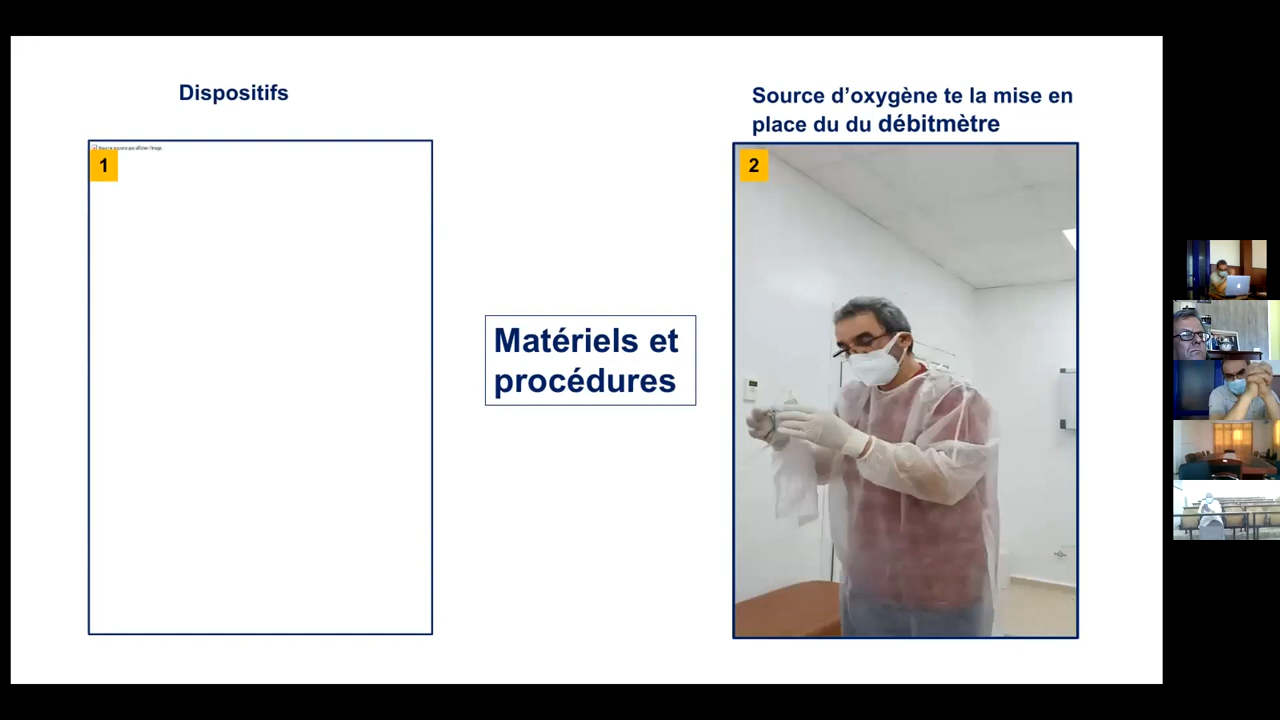 Dispositifs
Source d’oxygène te la mise en
place du du débitmètre
1
2
Matériels et
procédures